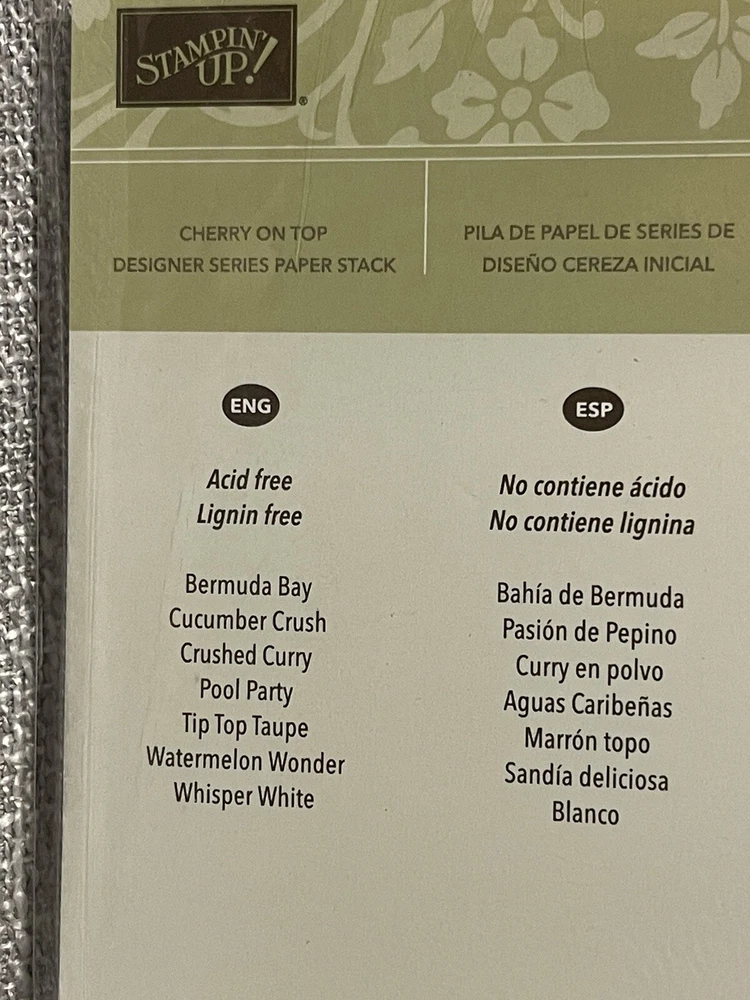 STAMPIN' UP!®
CHERRY ON TOP
DESIGNER SERIES PAPER STACK
PILA DE PAPEL DE SERIES DE
DISEÑO CEREZA INICIAL
ENG
Acid free
Lignin free
Bermuda Bay
Cucumber Crush
Crushed Curry
Pool Party
Tip Top Taupe
Watermelon Wonder
Whisper White
ESP
No contiene ácido
No contiene lignina
Bahía de Bermuda
Pasión de Pepino
Curry en polvo
Aguas Caribeñas
Marrón topo
Sandía deliciosa
Blanco